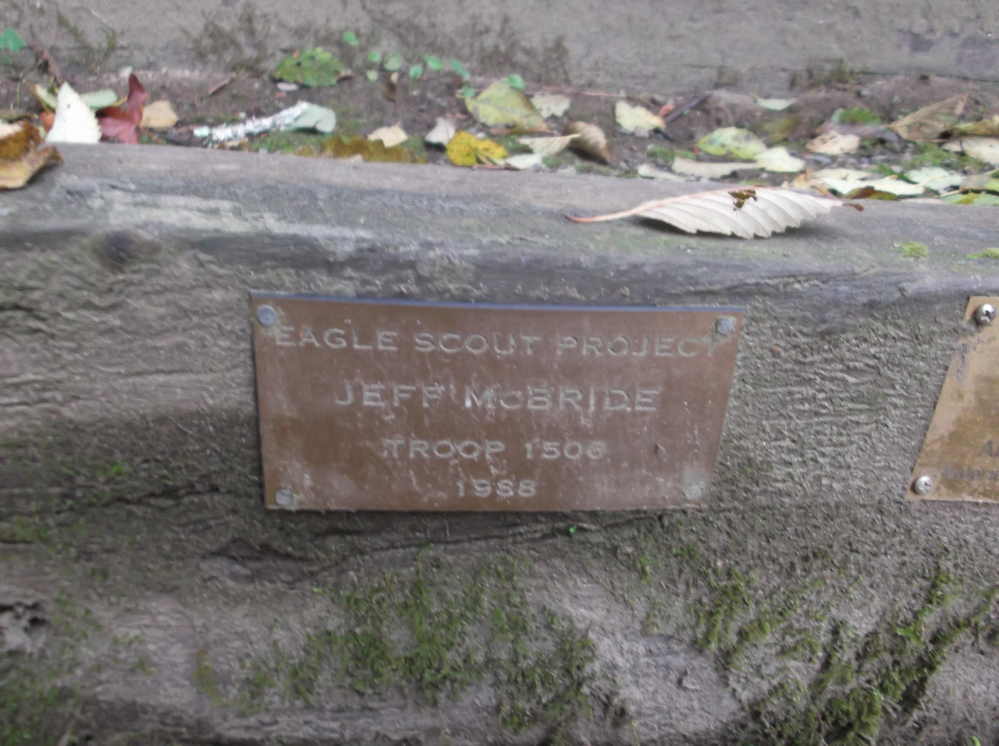 EAGLE SCOUT PROJECT
JEFF McBRIDE
TROOP 1506
1988